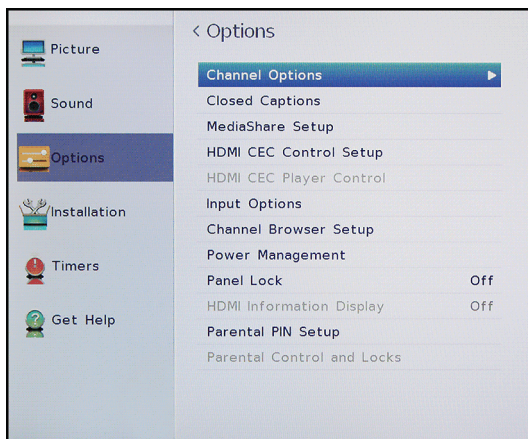 Picture
Sound
Options
Installation
Timers
Get Help
< Options
Channel Options
Closed Captions
MediaShare Setup
HDMI CEC Control Setup
HDMI CEC Player Control
Input Options
Channel Browser Setup
Power Management
Panel Lock Off
HDMI Information Display Off
Parental PIN Setup
Parental Control and Locks